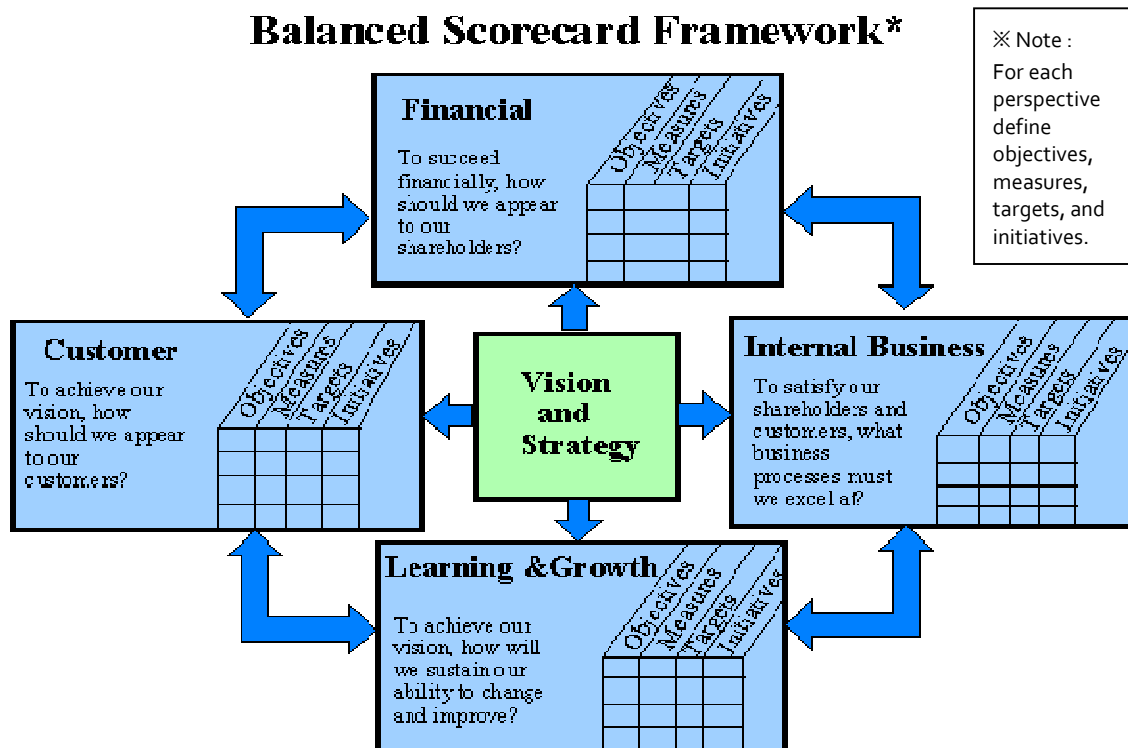 Balanced Scorecard Framework*
※ Note :
For each
perspective
define
objectives,
measures,
targets, and
initiatives.
Financial
To succeed
financially, how
should we appear
to our
shareholders?
Objectives
Measures
Targets
Initiatives
Customer
To achieve our
vision, how
should we appear
to our
customers?
Objectives
Measures
Targets
Initiatives
Vision
and
Strategy
Internal Business
To satisfy our
shareholders and
customers, what
business
processes must
we excel at?
Objectives
Measures
Targets
Initiatives
Learning &Growth
To achieve our
vision, how will
we sustain our
ability to change
and improve?
Objectives
Measures
Targets
Initiatives